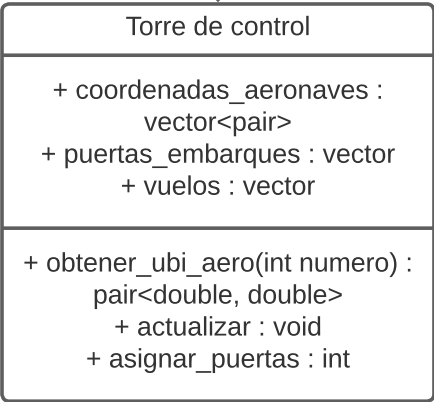 Torre de control
+ coordenadas_aeronaves :
vector<pair>
+ puertas_embarques : vector
+ vuelos : vector
+ obtener_ubi_aero(int numero) :
pair<double, double>
+ actualizar : void
+ asignar_puertas : int